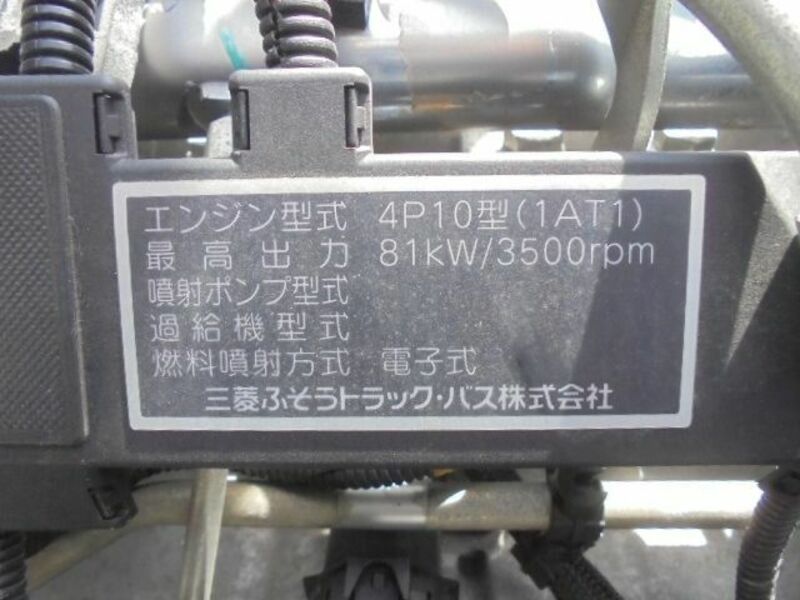 エンジン型式 4P10型(1AT1)
最高出力 81kW/3500rpm
噴射ポンプ型式
過給機型式
燃料噴射方式 電子式
三菱ふそうトラック・バス株式会社